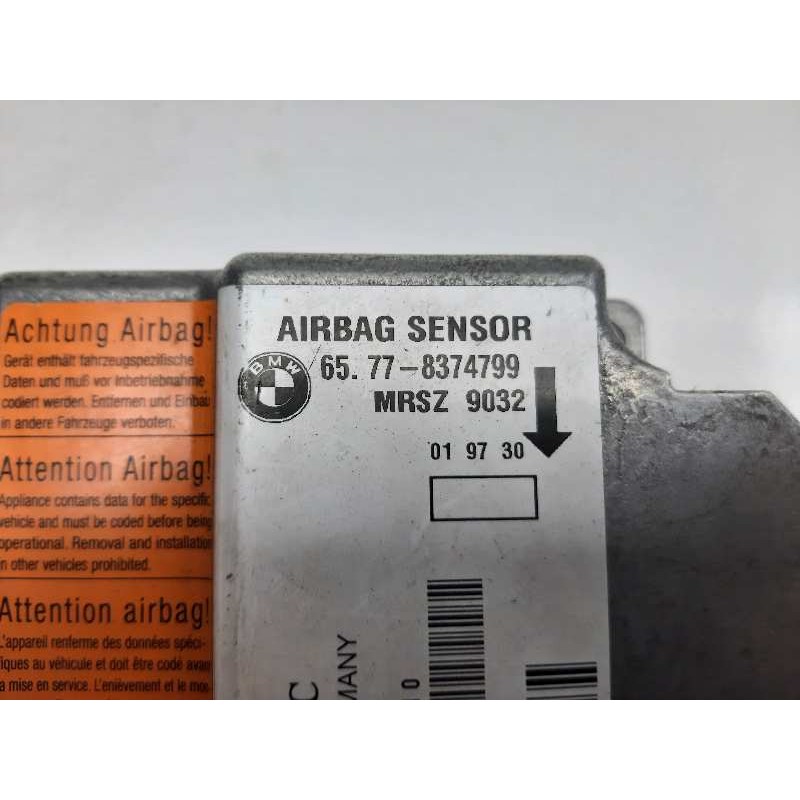 Achtung Airbag!
Gerät enthält fahrzeugspezifische
Daten und muß vor Inbetriebnahme
codiert werden. Entfernen und Einbau
in andere Fahrzeuge verboten.
Attention Airbag!
Appliance contains data for the specific
vehicle and must be coded before being
operational. Removal and installation
in other vehicles prohibited.
Attention airbag!
L'appareil renferme des données spéci-
fiques au véhicule et doit être codé avant
la mise en service. L'enlèvement et le mon
AIRBAG SENSOR
BMW
65. 77-8374799
MRSZ 9032
01 9730
C
MANY